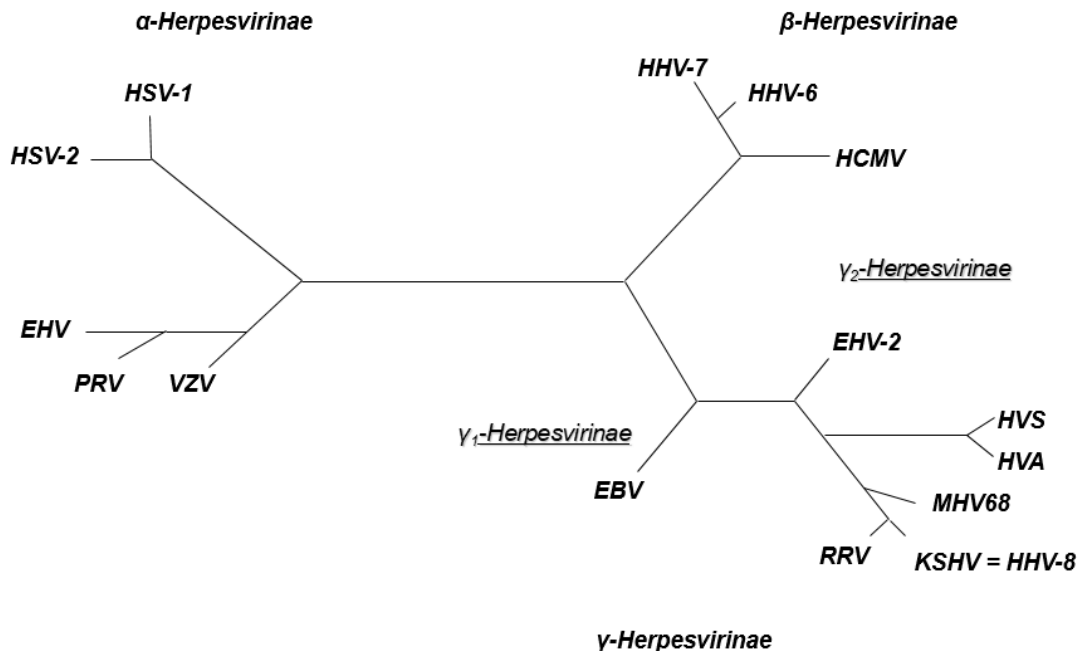 α-Herpesvirinae
β-Herpesvirinae
HHV-7
HSV-1
HHV-6
HSV-2
HCMV
γ2-Herpesvirinae
EHV
EHV-2
PRV
VZV
γ1-Herpesvirinae
HVS
HVA
EBV
MHV68
RRV
KSHV = HHV-8
γ-Herpesvirinae